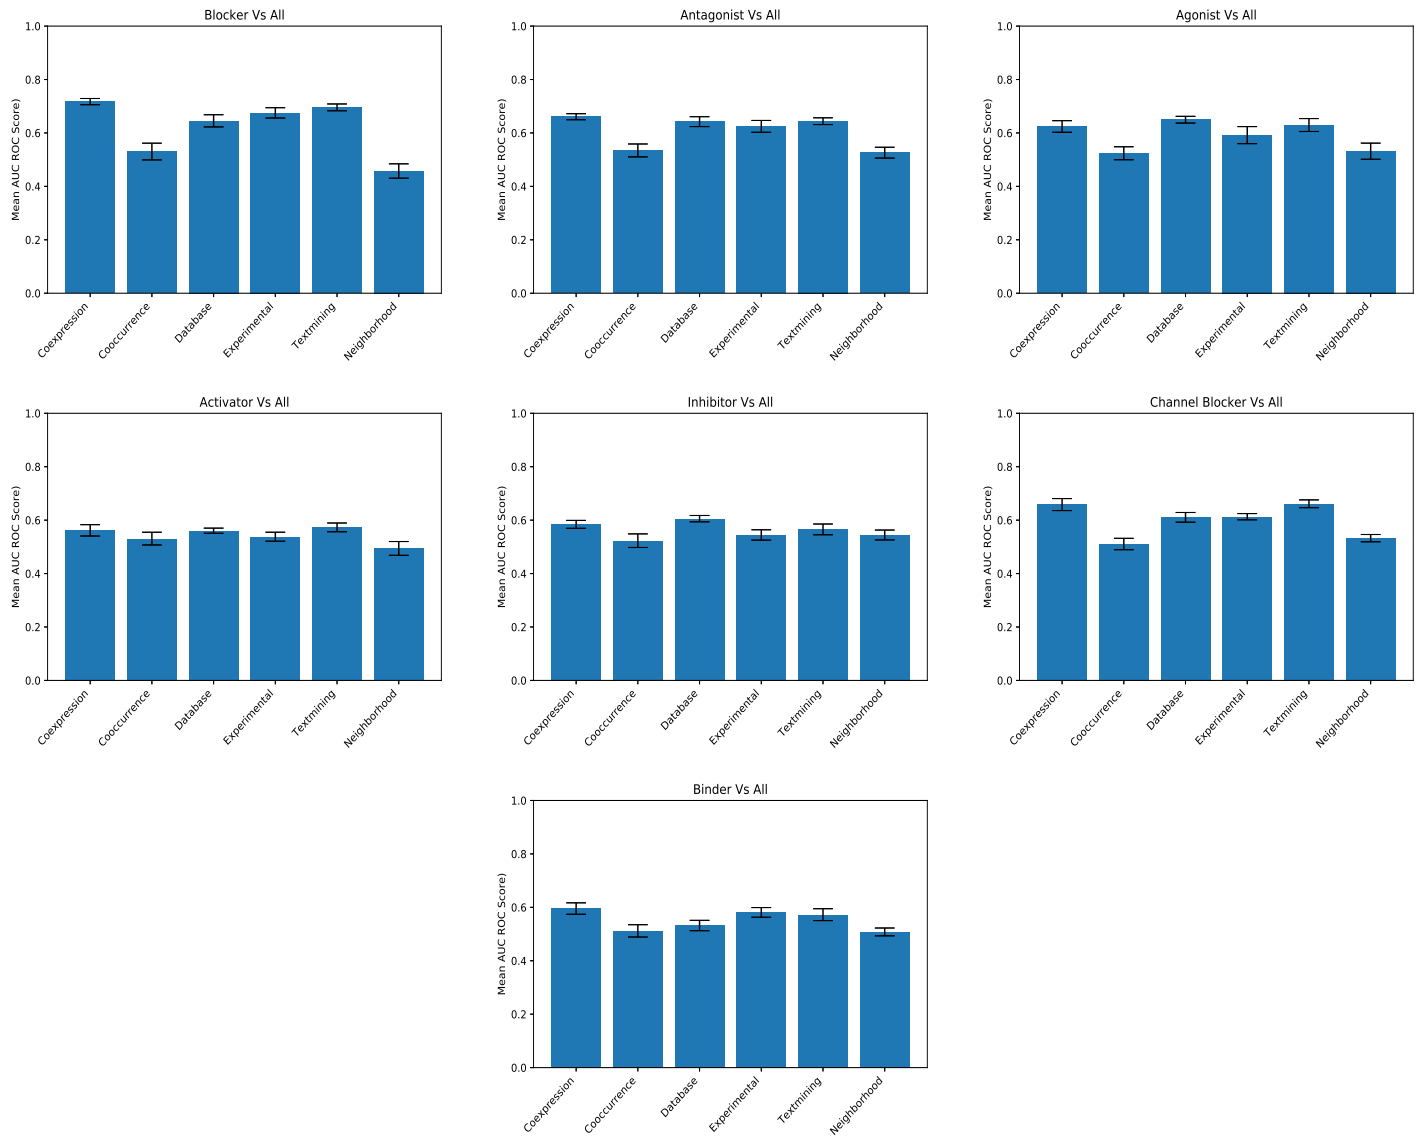 Blocker Vs All
Mean AUC ROC Score)
1.0
0.8
0.6
0.4
0.2
0.0
Coexpression
Cooccurrence
Database
Experimental
Textmining
Neighborhood
Antagonist Vs All
Mean AUC ROC Score)
1.0
0.8
0.6
0.4
0.2
0.0
Coexpression
Cooccurrence
Database
Experimental
Textmining
Neighborhood
Agonist Vs All
Mean AUC ROC Score)
1.0
0.8
0.6
0.4
0.2
0.0
Coexpression
Cooccurrence
Database
Experimental
Textmining
Neighborhood
Activator Vs All
Mean AUC ROC Score)
1.0
0.8
0.6
0.4
0.2
0.0
Coexpression
Cooccurrence
Database
Experimental
Textmining
Neighborhood
Inhibitor Vs All
Mean AUC ROC Score)
1.0
0.8
0.6
0.4
0.2
0.0
Coexpression
Cooccurrence
Database
Experimental
Textmining
Neighborhood
Channel Blocker Vs All
Mean AUC ROC Score)
1.0
0.8
0.6
0.4
0.2
0.0
Coexpression
Cooccurrence
Database
Experimental
Textmining
Neighborhood
Binder Vs All
Mean AUC ROC Score)
1.0
0.8
0.6
0.4
0.2
0.0
Coexpression
Cooccurrence
Database
Experimental
Textmining
Neighborhood